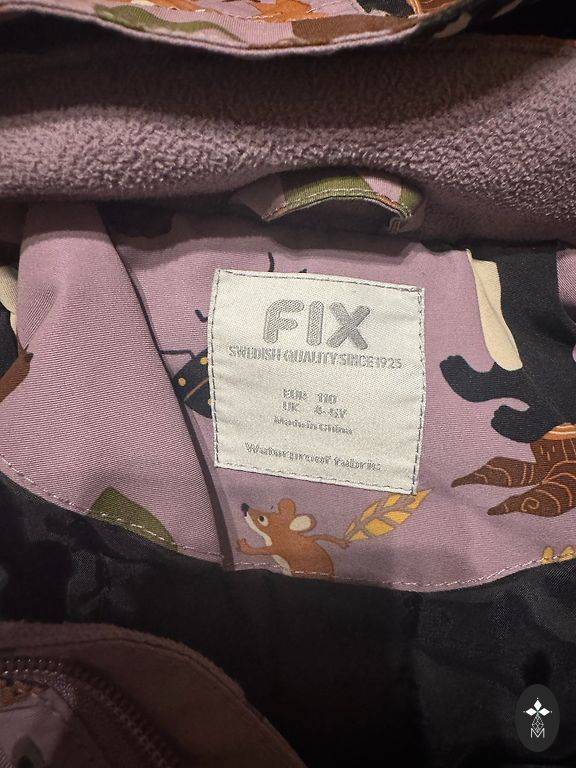 FIX
SWEDISH QUALITY SINCE 1925
EUR 110
UK 4-5Y
Made in China
Waterproof fabric
M